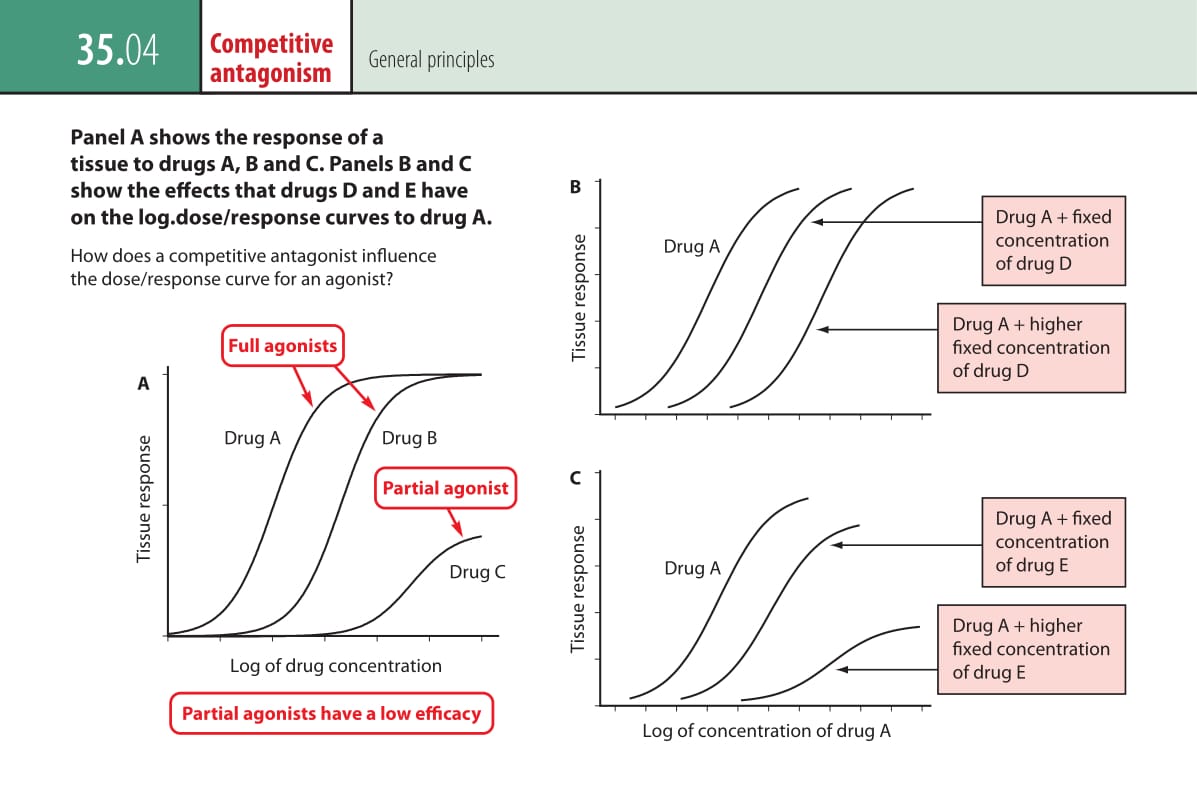 35.04
Competitive
antagonism
General principles
Panel A shows the response of a
tissue to drugs A, B and C. Panels B and C
show the effects that drugs D and E have
on the log.dose/response curves to drug A.
How does a competitive antagonist influence
the dose/response curve for an agonist?
Full agonists
A
Drug A
Drug B
Partial agonist
Drug C
Tissue response
Log of drug concentration
Partial agonists have a low efficacy
B
Tissue response
Drug A
Drug A + fixed
concentration
of drug D
Drug A + higher
fixed concentration
of drug D
C
Tissue response
Drug A
Drug A + fixed
concentration
of drug E
Drug A + higher
fixed concentration
of drug E
Log of concentration of drug A